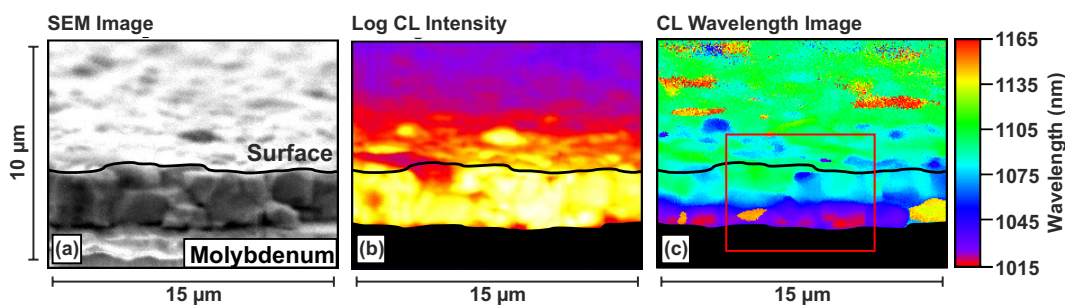 SEM Image
Log CL Intensity
CL Wavelength Image
10 µm
Surface
(a)
Molybdenum
(b)
(c)
1165
1135
1105
1075
1045
1015
Wavelength (nm)
15 µm
15 µm
15 µm